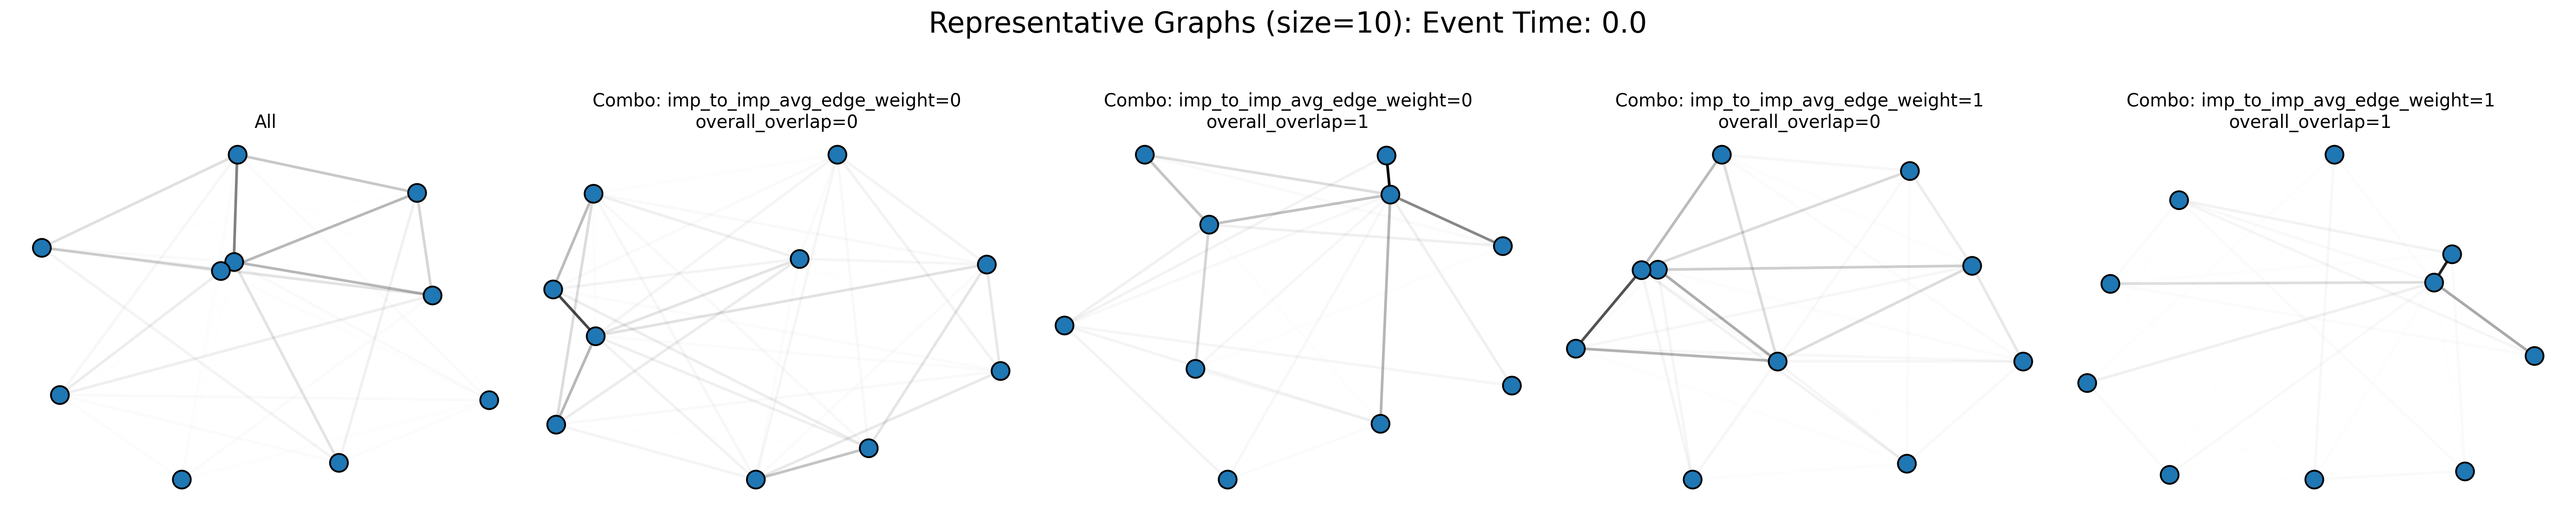 Representative Graphs (size=10): Event Time: 0.0
All
Combo: imp_to_imp_avg_edge_weight=0
overall_overlap=0
Combo: imp_to_imp_avg_edge_weight=0
overall_overlap=1
Combo: imp_to_imp_avg_edge_weight=1
overall_overlap=0
Combo: imp_to_imp_avg_edge_weight=1
overall_overlap=1